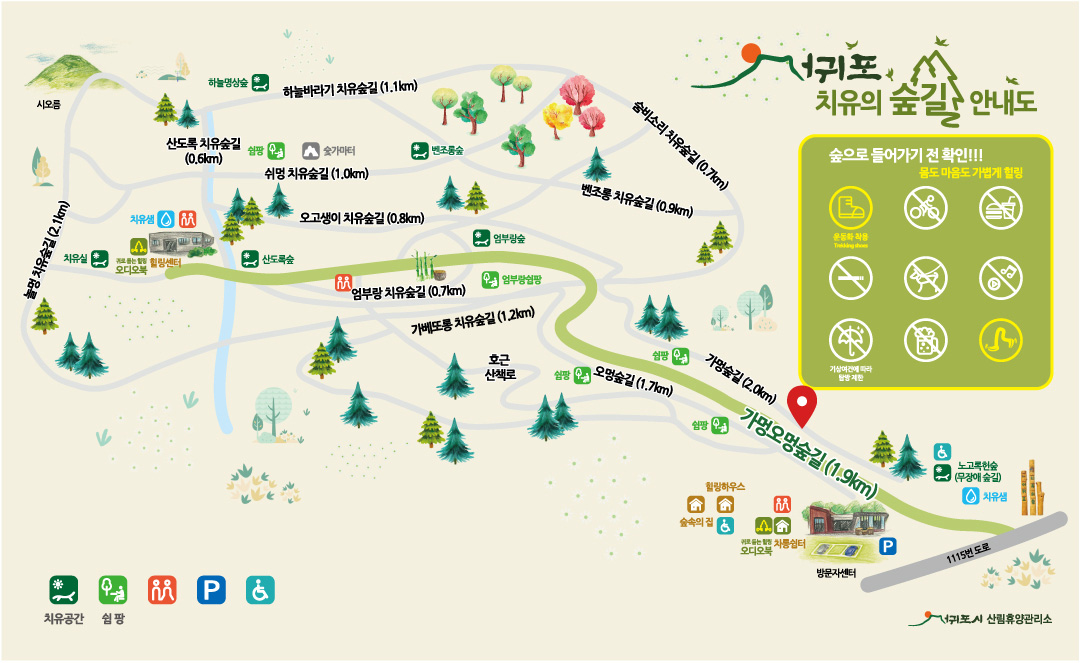 서귀포
치유의 숲길 안내도
숲으로 들어가기 전 확인!!!
몸도 마음도 가볍게 힐링
운동화 착용
Trekking shoes
기상여건에 따라
탐방 제한
시오름
하늘명상숲
하늘바라기 치유숲길 (1.1km)
숨비소리 치유숲길 (0.7km)
산도록 치유숲길
(0.6km)
쉼팡
숯가마터
벤조롱숲
쉬멍 치유숲길 (1.0km)
벤조롱 치유숲길 (0.9km)
놀멍 치유숲길 (2.1km)
치유샘
오고생이 치유숲길 (0.8km)
엄부랑숲
치유실
귀로 듣는 힐링
오디오북
힐링센터
산도록숲
엄부랑 치유숲길 (0.7km)
엄부랑쉼팡
가베또롱 치유숲길 (1.2km)
호근
산책로
쉼팡
오멍숲길 (1.7km)
쉼팡
가멍숲길 (2.0km)
쉼팡
가멍오멍숲길 (1.9km)
노고록헌숲
(무장애 숲길)
치유샘
힐링하우스
숲속의 집
귀로 듣는 힐링
오디오북
차롱쉼터
P
방문자센터
1115번 도로
P
치유공간
쉼 팡
서귀포시 산림휴양관리소